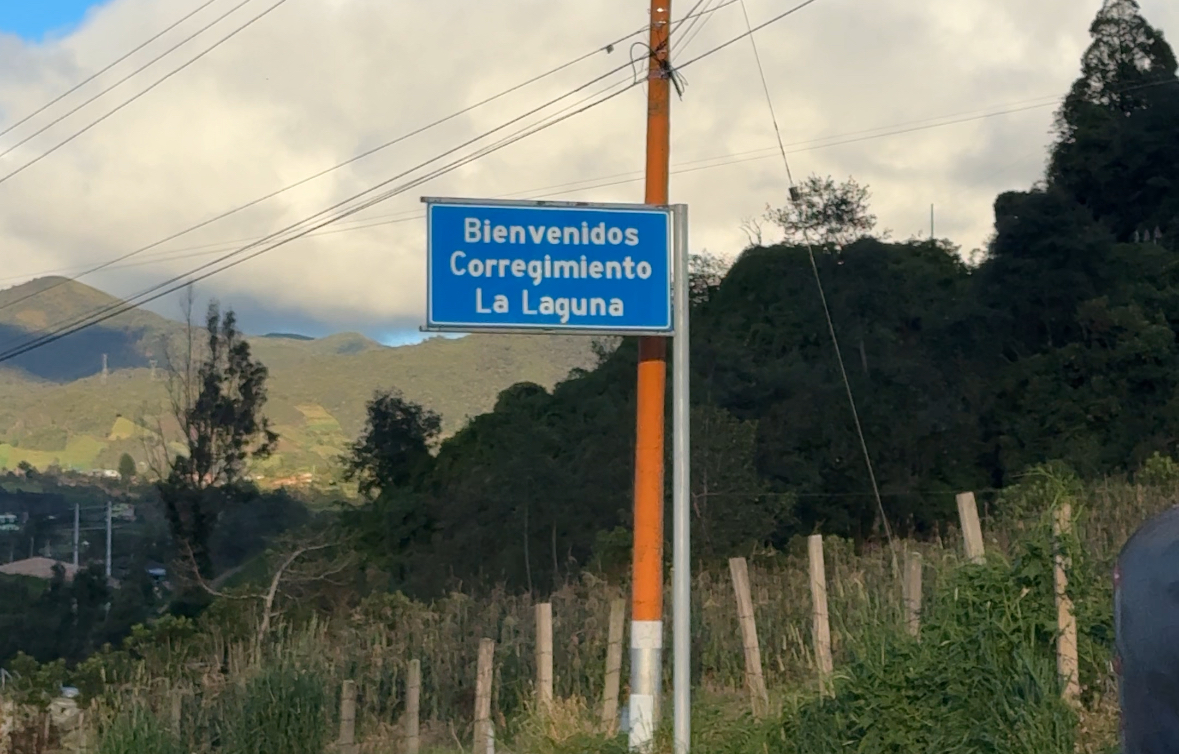 Bienvenidos
Corregimiento
La Laguna